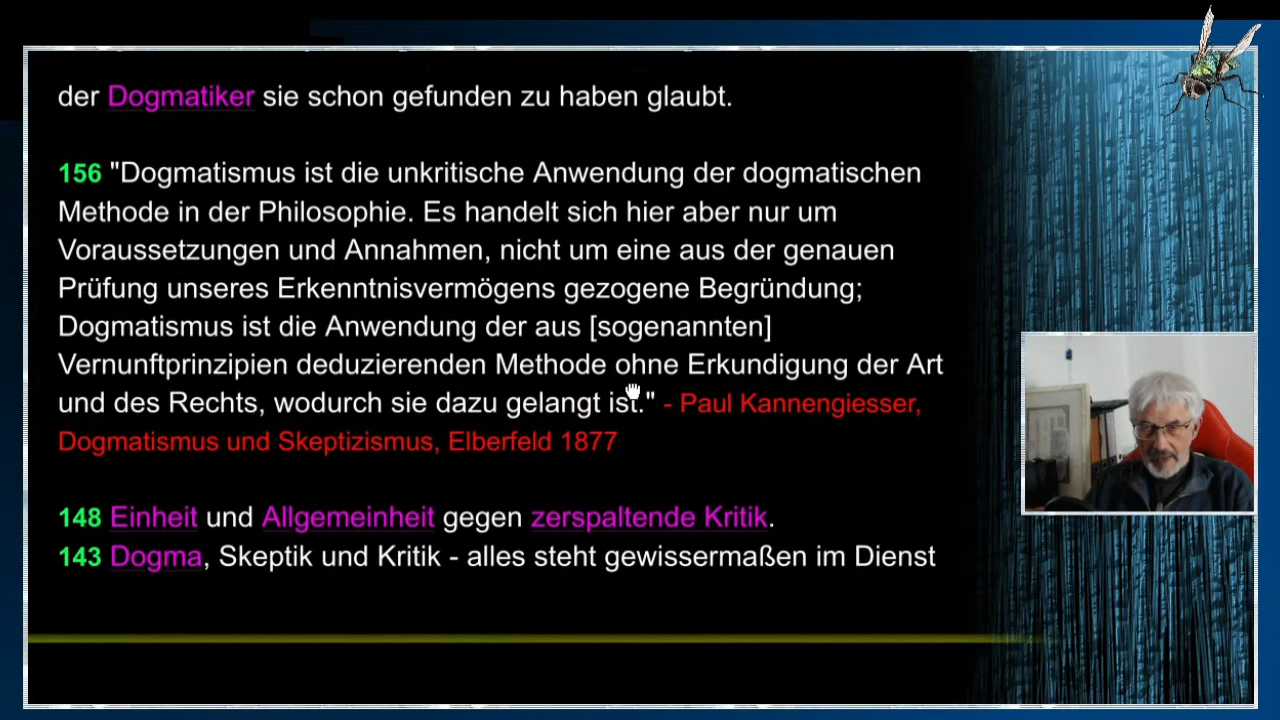 der Dogmatiker sie schon gefunden zu haben glaubt.
156 "Dogmatismus ist die unkritische Anwendung der dogmatischen
Methode in der Philosophie. Es handelt sich hier aber nur um
Voraussetzungen und Annahmen, nicht um eine aus der genauen
Prüfung unseres Erkenntnisvermögens gezogene Begründung;
Dogmatismus ist die Anwendung der aus [sogenannten]
Vernunftprinzipien deduzierenden Methode ohne Erkundigung der Art
und des Rechts, wodurch sie dazu gelangt ist." - Paul Kannengiesser,
Dogmatismus und Skeptizismus, Elberfeld 1877
148 Einheit und Allgemeinheit gegen zerspaltende Kritik.
143 Dogma, Skeptik und Kritik - alles steht gewissermaßen im Dienst